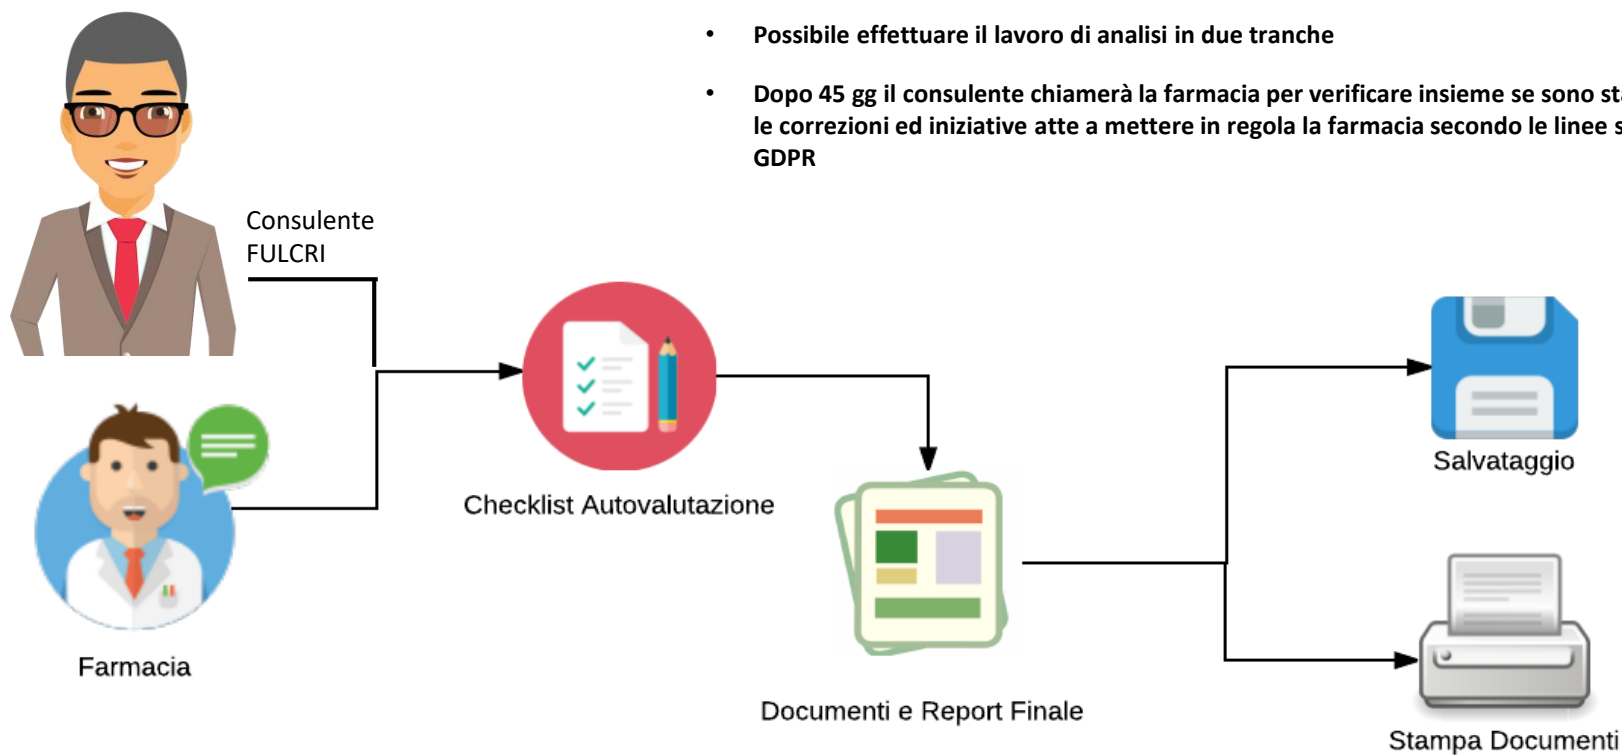 • Possibile effettuare il lavoro di analisi in due tranche
• Dopo 45 gg il consulente chiamerà la farmacia per verificare insieme se sono
le correzioni ed iniziative atte a mettere in regola la farmacia secondo le linee
GDPR
Consulente
FULCRI
Checklist Autovalutazione
Salvataggio
Farmacia
Documenti e Report Finale
Stampa Documenti